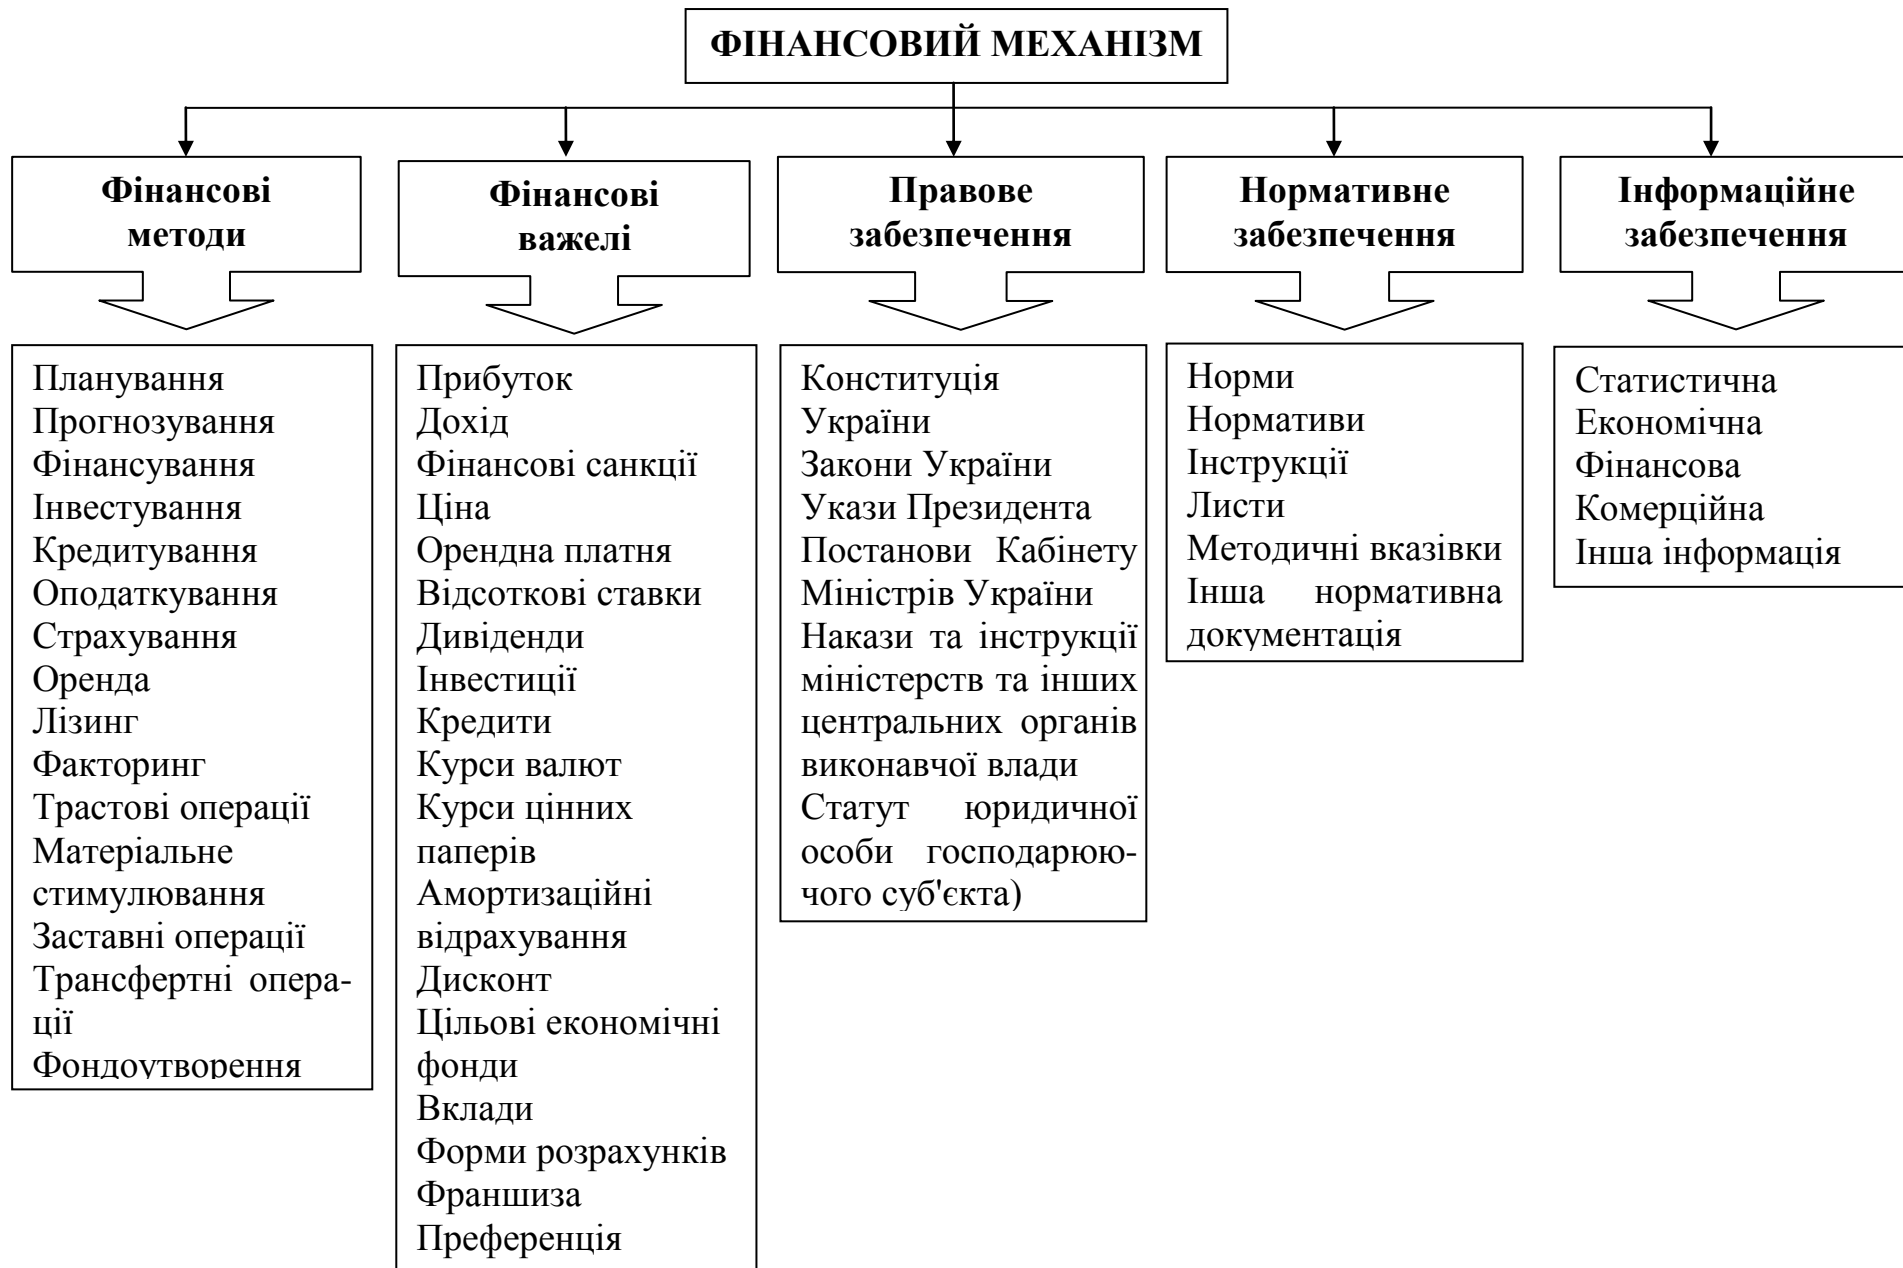 ФІНАНСОВИЙ МЕХАНІЗМ
Фінансові
методи
Планування
Прогнозування
Фінансування
Інвестування
Кредитування
Оподаткування
Страхування
Оренда
Лізинг
Факторинг
Трастові операції
Матеріальне
стимулювання
Заставні операції
Трансфертні опера-
ції
Фондоутворення
Фінансові
важелі
Прибуток
Дохід
Фінансові санкції
Ціна
Орендна платня
Відсоткові ставки
Дивіденди
Інвестиції
Кредити
Курси валют
Курси цінних
паперів
Амортизаційні
відрахування
Дисконт
Цільові економічні
фонди
Вклади
Форми розрахунків
Франшиза
Преференція
Правове
забезпечення
Конституція
України
Закони України
Укази Президента
Постанови Кабінету
Міністрів України
Накази та інструкції
міністерств та інших
центральних органів
виконавчої влади
Статут юридичної
особи господарюю-
чого суб'єкта)
Нормативне
забезпечення
Норми
Нормативи
Інструкції
Листи
Методичні вказівки
Інша нормативна
документація
Інформаційне
забезпечення
Статистична
Економічна
Фінансова
Комерційна
Інша інформація